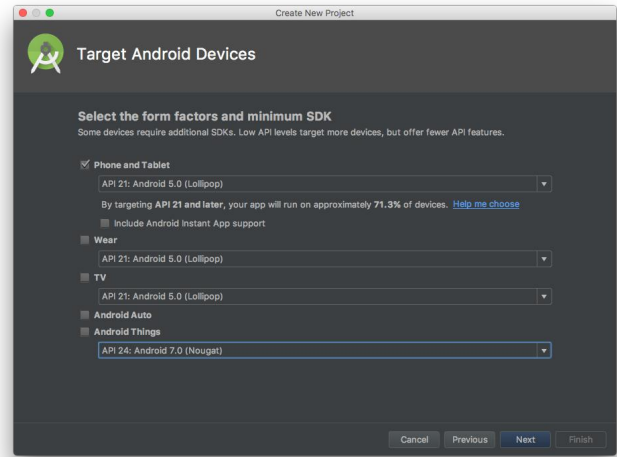 Create New Project
Target Android Devices
Select the form factors and minimum SDK
Some devices require additional SDKs. Low API levels target more devices, but offer fewer API features.
Phone and Tablet
API 21: Android 5.0 (Lollipop)
By targeting API 21 and later, your app will run on approximately 71.3% of devices. Help me choose
Include Android Instant App support
Wear
API 21: Android 5.0 (Lollipop)
TV
API 21: Android 5.0 (Lollipop)
Android Auto
Android Things
API 24: Android 7.0 (Nougat)
Cancel Previous Next Finish